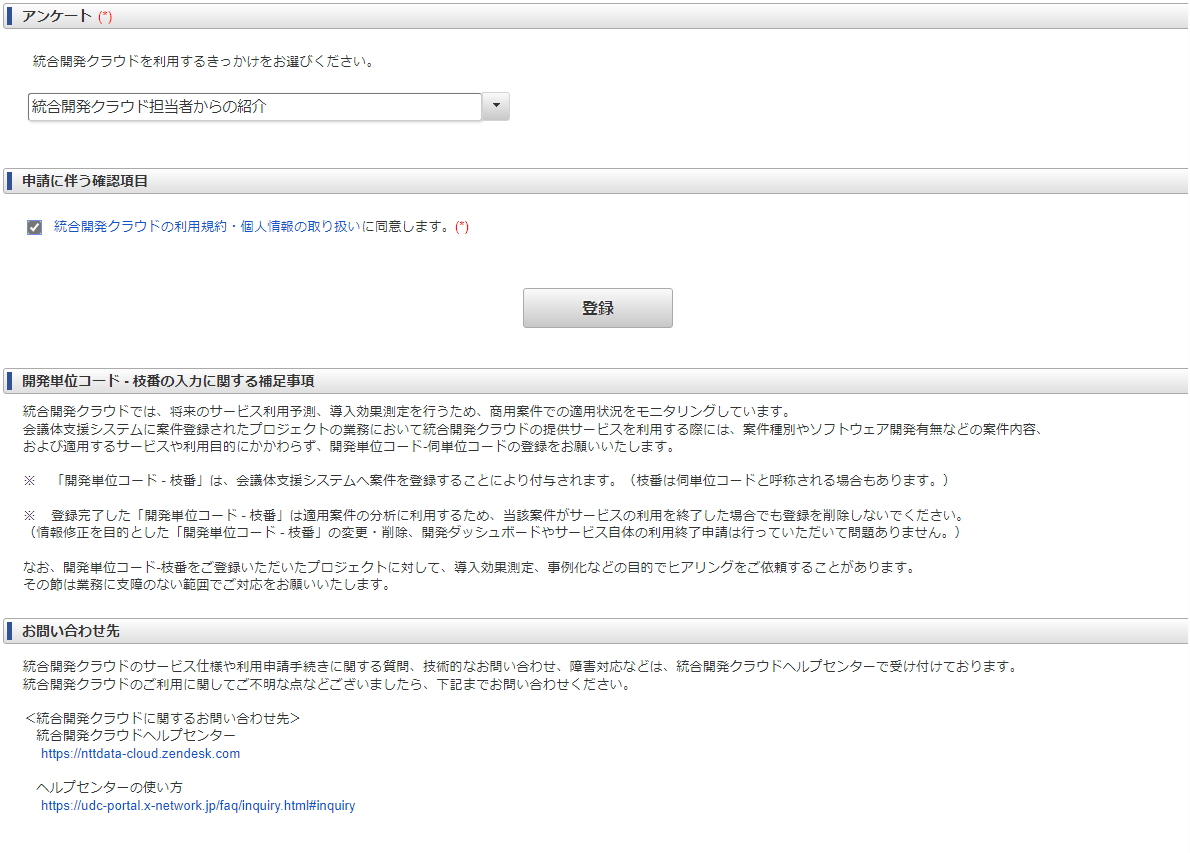 アンケート (*)
統合開発クラウドを利用するきっかけをお選びください。
統合開発クラウド担当者からの紹介
申請に伴う確認項目
統合開発クラウドの利用規約・個人情報の取り扱いに同意します。(*)
登録
開発単位コード - 枝番の入力に関する補足事項
統合開発クラウドでは、将来のサービス利用予測、導入効果測定を行うため、商用案件での適用状況をモニタリングしています。
会議体支援システムに案件登録されたプロジェクトの業務において統合開発クラウドの提供サービスを利用する際には、案件種別やソフトウェア開発有無などの案件内容、
および適用するサービスや利用目的にかかわらず、開発単位コード-伺単位コードの登録をお願いいたします。
※ 「開発単位コード - 枝番」は、会議体支援システムへ案件を登録することにより付与されます。（枝番は伺単位コードと呼称される場合もあります。）
※ 登録完了した「開発単位コード - 枝番」は適用案件の分析に利用するため、当該案件がサービスの利用を終了した場合でも登録を削除しないでください。
（情報修正を目的とした「開発単位コード - 枝番」の変更・削除、開発ダッシュボードやサービス自体の利用終了申請は行っていただいて問題ありません。）
なお、開発単位コード-枝番をご登録いただいたプロジェクトに対して、導入効果測定、事例化などの目的でヒアリングをご依頼することがあります。
その節は業務に支障のない範囲でご対応をお願いいたします。
お問い合わせ先
統合開発クラウドのサービス仕様や利用申請手続きに関する質問、技術的なお問い合わせ、障害対応などは、統合開発クラウドヘルプセンターで受け付けております。
統合開発クラウドのご利用に関してご不明な点などございましたら、下記までお問い合わせください。
＜統合開発クラウドに関するお問い合わせ先＞
統合開発クラウドヘルプセンター
https://nttdata-cloud.zendesk.com
ヘルプセンターの使い方
https://udc-portal.x-network.jp/faq/inquiry.html#inquiry